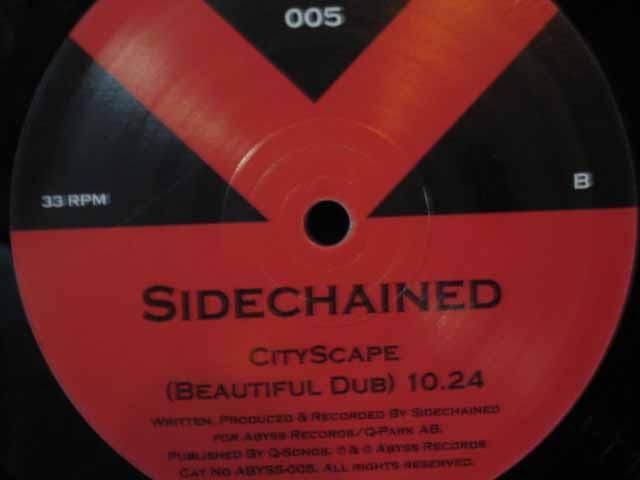 005
33 RPM
B
SIDECHAINED
CITYSCAPE
(BEAUTIFUL DUB) 10.24
WRITTEN, PRODUCED & RECORDED BY SIDECHAINED
FOR ABYSS RECORDS/Q-PARK AB.
PUBLISHED BY Q-SONGS. ℗ & © ABYSS RECORDS
CAT NO ABYSS-005. ALL RIGHTS RESERVED.